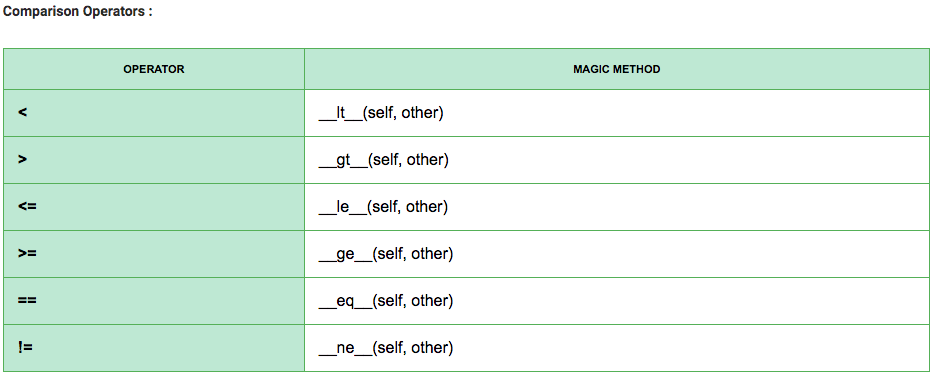 Comparison Operators :
OPERATOR MAGIC METHOD
< __lt__(self, other)
> __gt__(self, other)
<= __le__(self, other)
>= __ge__(self, other)
== __eq__(self, other)
!= __ne__(self, other)